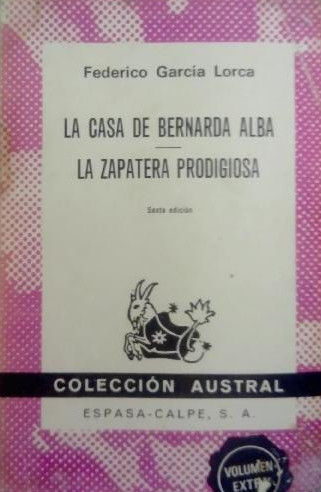 Federico García Lorca
LA CASA DE BERNARDA ALBA
LA ZAPATERA PRODIGIOSA
Sexta edición
COLECCIÓN AUSTRAL
ESPASA-CALPE, S. A.
VOLUMEN
EXTRA